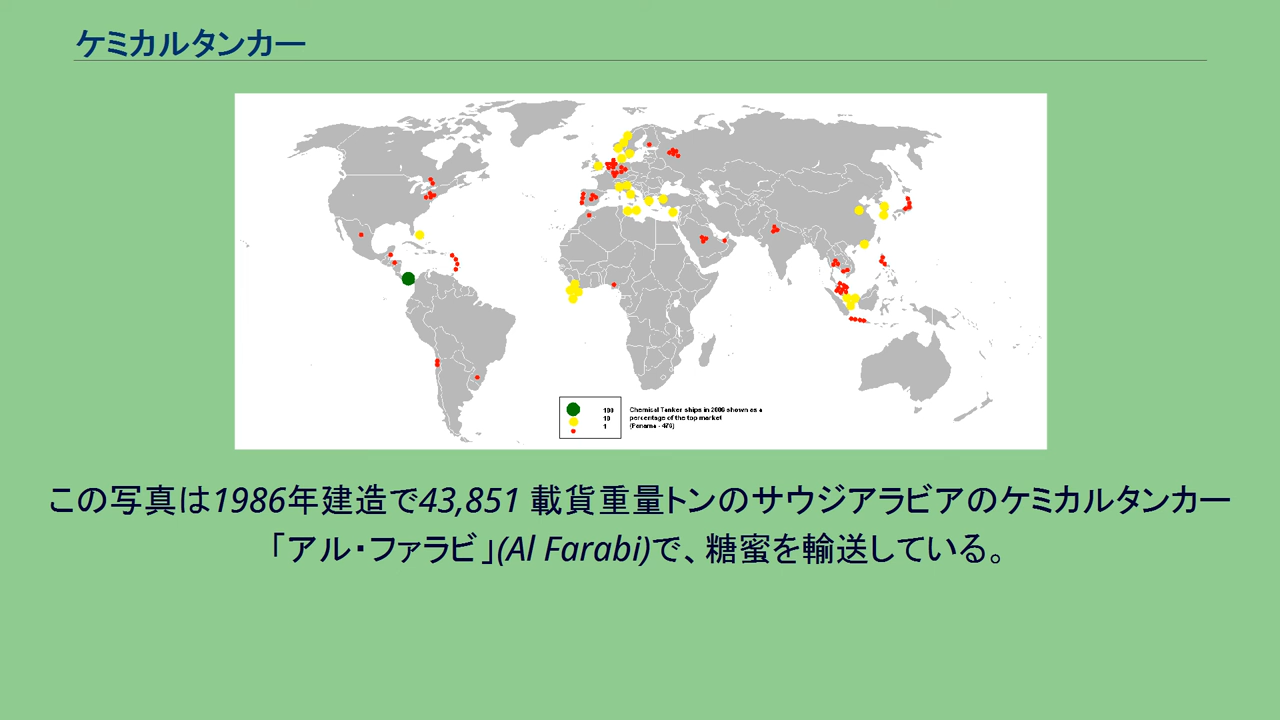 ケミカルタンカー
100
10
1
Chemical Tanker ships in 2006 shown as a
percentage of the top market
(Panama - 476)
この写真は1986年建造で43,851 載貨重量トンのサウジアラビアのケミカルタンカー
「アル・ファラビ」(Al Farabi)で、糖蜜を輸送している。